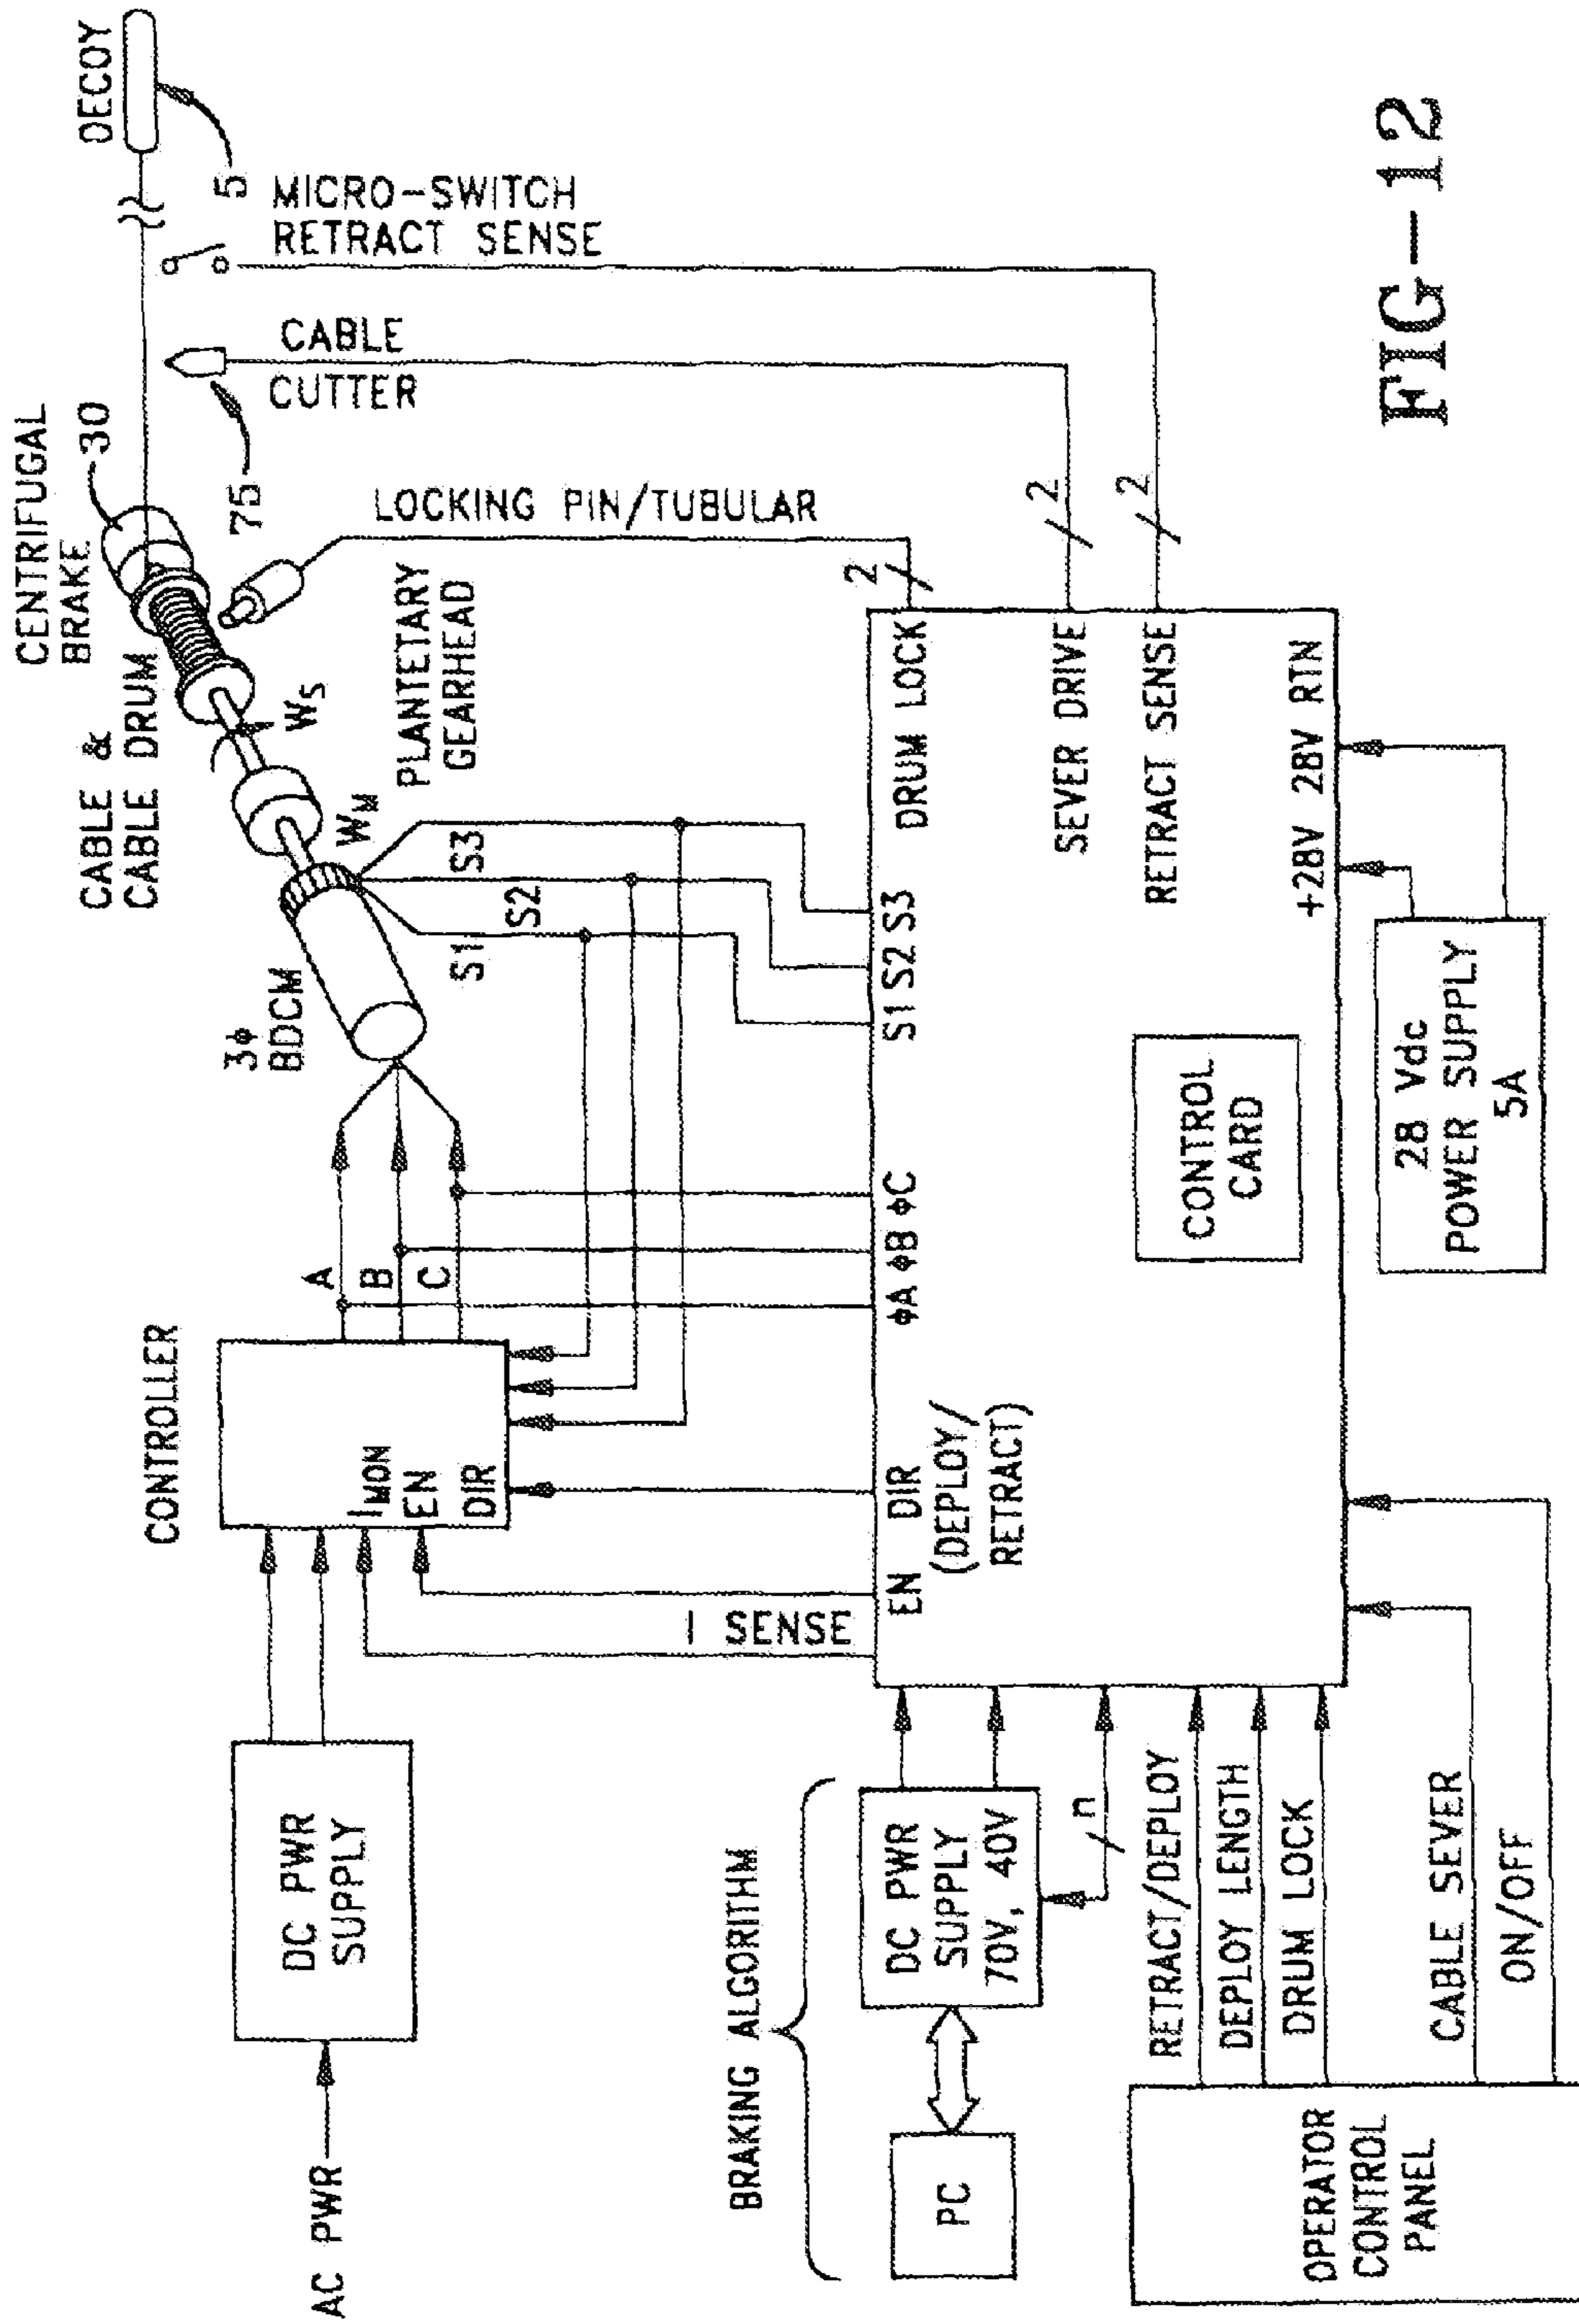 AC PWR
DC PWR
SUPPLY
CONTROLLER
IMON
EN
DIR
A
B
C
3ϕ
BDCM
CABLE &
CABLE DRUM
CENTRIFUGAL
BRAKE
30
DECOY
5
MICRO-SWITCH
RETRACT SENSE
CABLE
CUTTER
75
LOCKING PIN/TUBULAR
PLANTETARY
GEARHEAD
WS
WM
S1
S2
S3
I SENSE
EN
DIR
(DEPLOY/
RETRACT)
ϕA ϕB ϕC
S1 S2 S3
DRUM LOCK
2
SEVER DRIVE
2
RETRACT SENSE
2
+28V 28V RTN
CONTROL
CARD
28 Vdc
POWER SUPPLY
5A
BRAKING ALGORITHM
PC
DC PWR
SUPPLY
70V, 40V
n
RETRACT/DEPLOY
DEPLOY LENGTH
DRUM LOCK
CABLE SEVER
ON/OFF
OPERATOR
CONTROL
PANEL
FIG-12